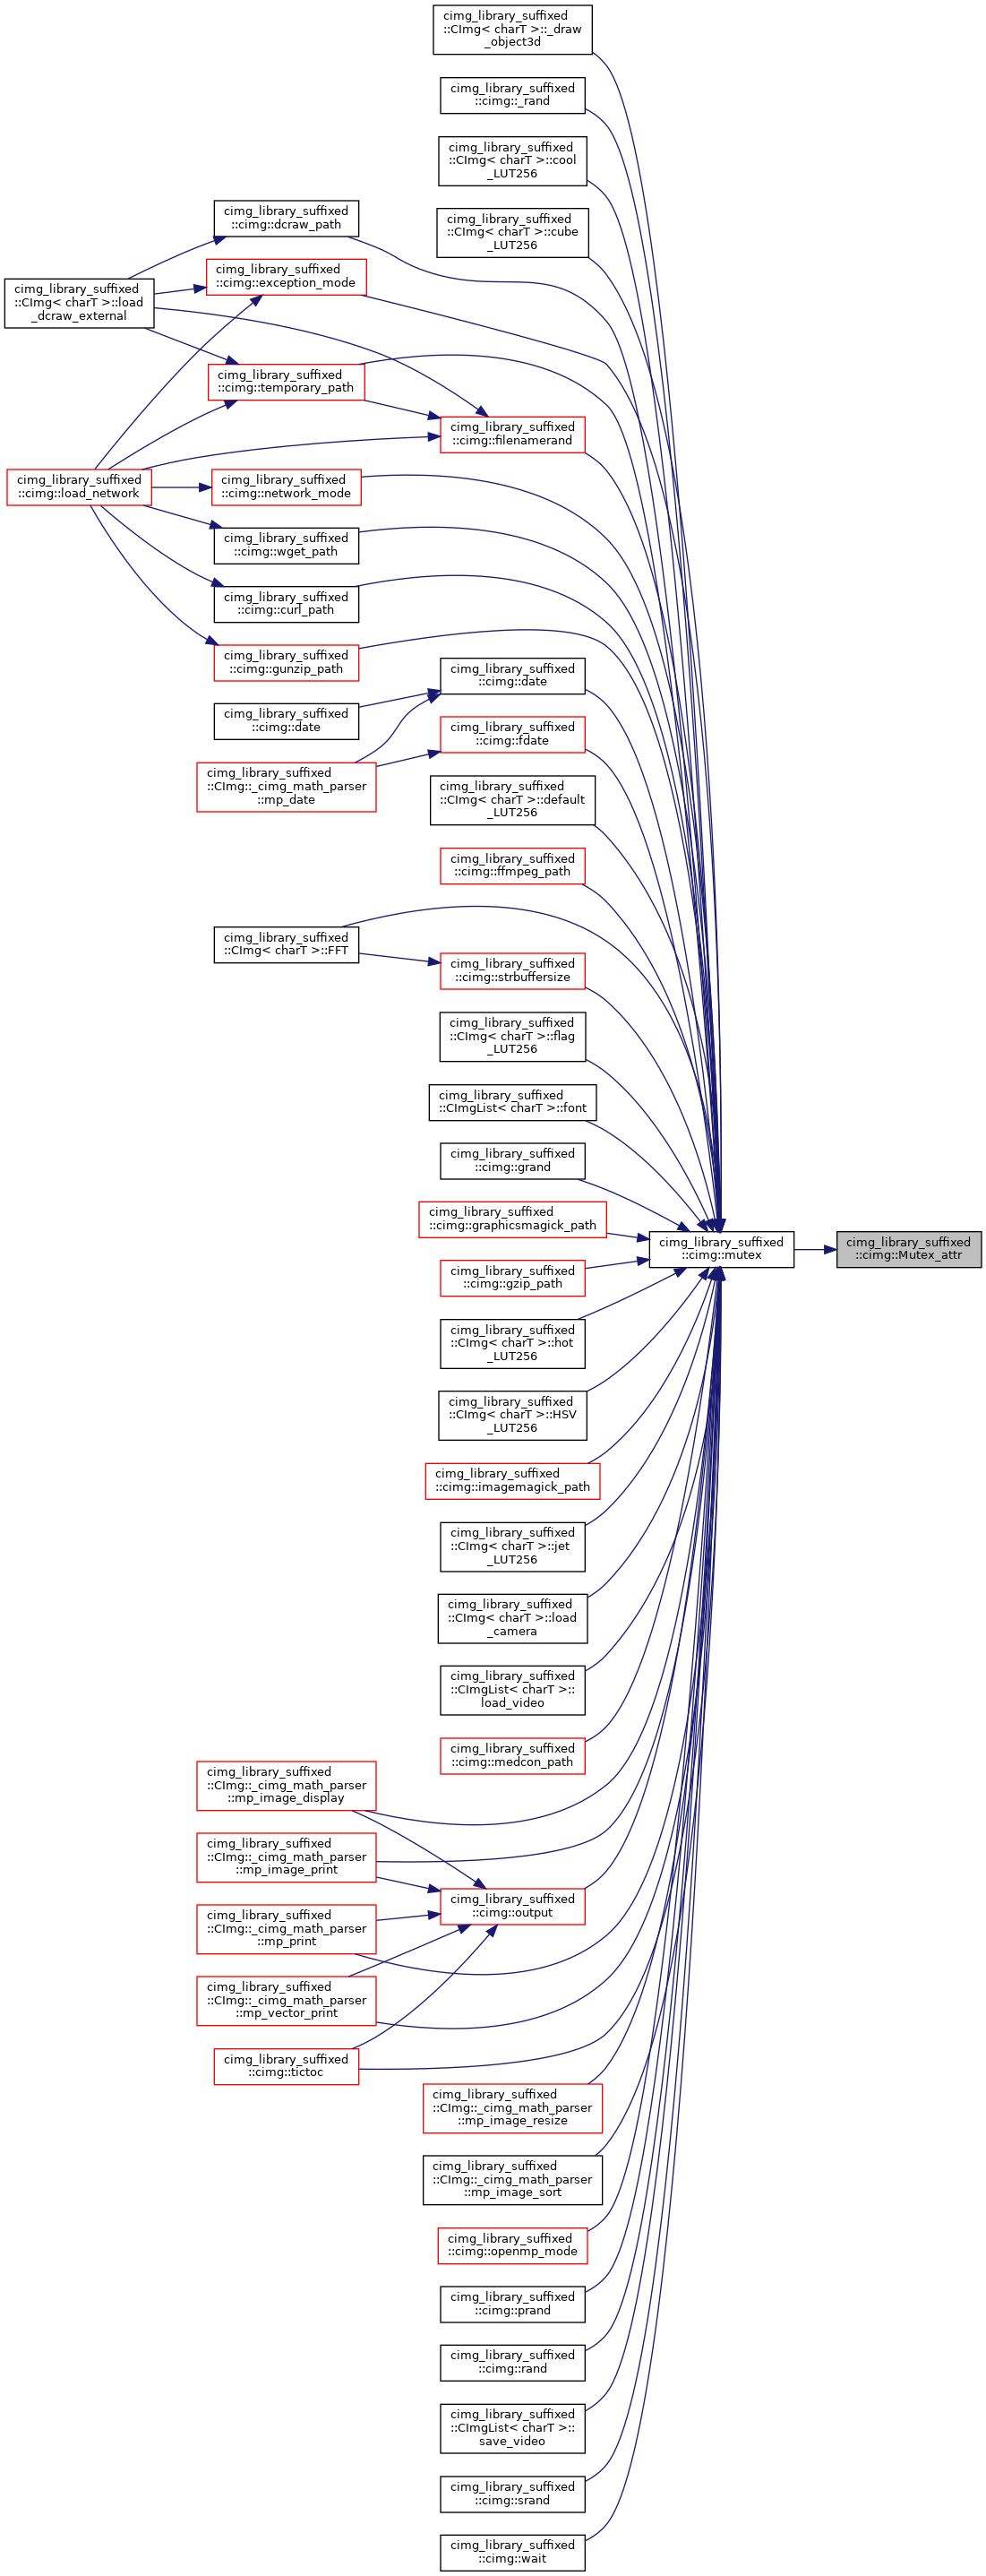 cimg_library_suffixed
::CImg< charT >::_draw
_object3d
cimg_library_suffixed
::cimg::_rand
cimg_library_suffixed
::CImg< charT >::cool
_LUT256
cimg_library_suffixed
::cimg::dcraw_path
cimg_library_suffixed
::CImg< charT >::cube
_LUT256
cimg_library_suffixed
::cimg::exception_mode
cimg_library_suffixed
::CImg< charT >::load
_dcraw_external
cimg_library_suffixed
::cimg::temporary_path
cimg_library_suffixed
::cimg::filenamerand
cimg_library_suffixed
::cimg::load_network
cimg_library_suffixed
::cimg::network_mode
cimg_library_suffixed
::cimg::wget_path
cimg_library_suffixed
::cimg::curl_path
cimg_library_suffixed
::cimg::gunzip_path
cimg_library_suffixed
::cimg::date
cimg_library_suffixed
::cimg::date
cimg_library_suffixed
::cimg::fdate
cimg_library_suffixed
::CImg::_cimg_math_parser
::mp_date
cimg_library_suffixed
::CImg< charT >::default
_LUT256
cimg_library_suffixed
::cimg::ffmpeg_path
cimg_library_suffixed
::CImg< charT >::FFT
cimg_library_suffixed
::cimg::strbuffersize
cimg_library_suffixed
::CImg< charT >::flag
_LUT256
cimg_library_suffixed
::CImgList< charT >::font
cimg_library_suffixed
::cimg::grand
cimg_library_suffixed
::cimg::graphicsmagick_path
cimg_library_suffixed
::cimg::mutex
cimg_library_suffixed
::cimg::Mutex_attr
cimg_library_suffixed
::cimg::gzip_path
cimg_library_suffixed
::CImg< charT >::hot
_LUT256
cimg_library_suffixed
::CImg< charT >::HSV
_LUT256
cimg_library_suffixed
::cimg::imagemagick_path
cimg_library_suffixed
::CImg< charT >::jet
_LUT256
cimg_library_suffixed
::CImg< charT >::load
_camera
cimg_library_suffixed
::CImgList< charT >::
load_video
cimg_library_suffixed
::cimg::medcon_path
cimg_library_suffixed
::CImg::_cimg_math_parser
::mp_image_display
cimg_library_suffixed
::CImg::_cimg_math_parser
::mp_image_print
cimg_library_suffixed
::cimg::output
cimg_library_suffixed
::CImg::_cimg_math_parser
::mp_print
cimg_library_suffixed
::CImg::_cimg_math_parser
::mp_vector_print
cimg_library_suffixed
::cimg::tictoc
cimg_library_suffixed
::CImg::_cimg_math_parser
::mp_image_resize
cimg_library_suffixed
::CImg::_cimg_math_parser
::mp_image_sort
cimg_library_suffixed
::cimg::openmp_mode
cimg_library_suffixed
::cimg::prand
cimg_library_suffixed
::cimg::rand
cimg_library_suffixed
::CImgList< charT >::
save_video
cimg_library_suffixed
::cimg::srand
cimg_library_suffixed
::cimg::wait